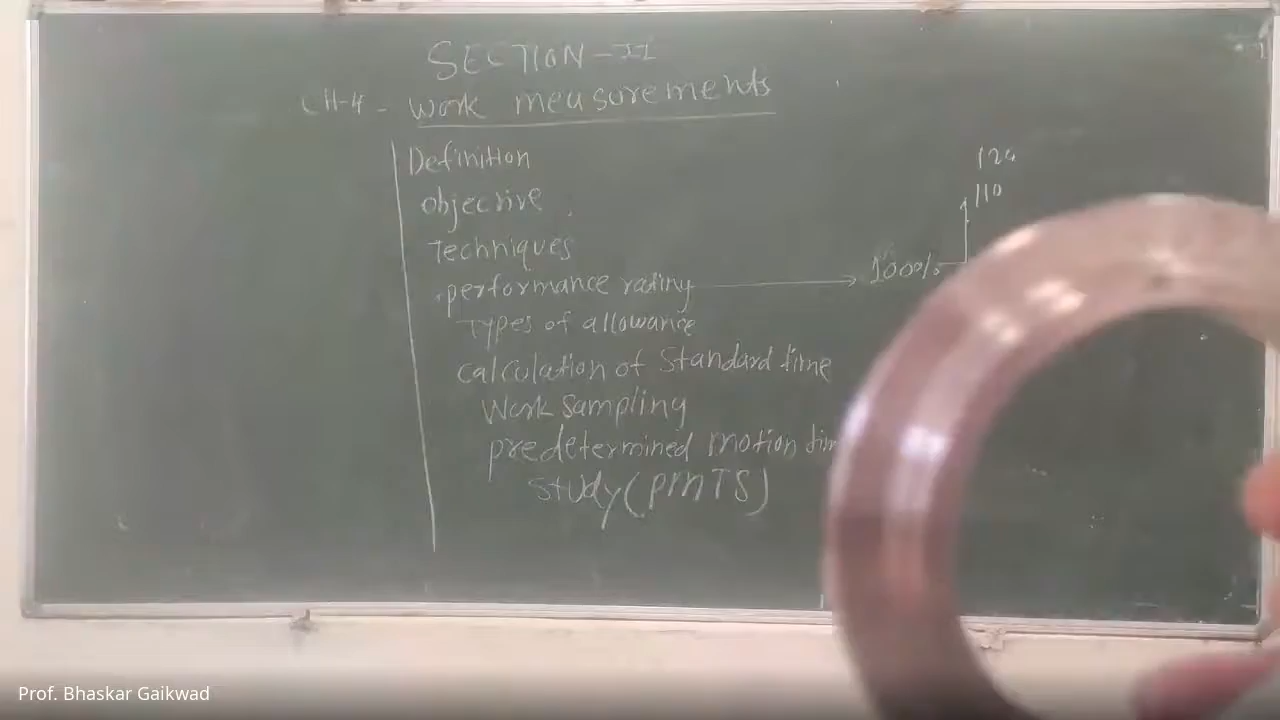 SECTION-II
CH-4 - Work measurements
Definition
objective
Techniques
performance rating → 100%
120
110
Types of allowance
calculation of Standard time
Work sampling
predetermined motion
study (PMTS)
Prof. Bhaskar Gaikwad